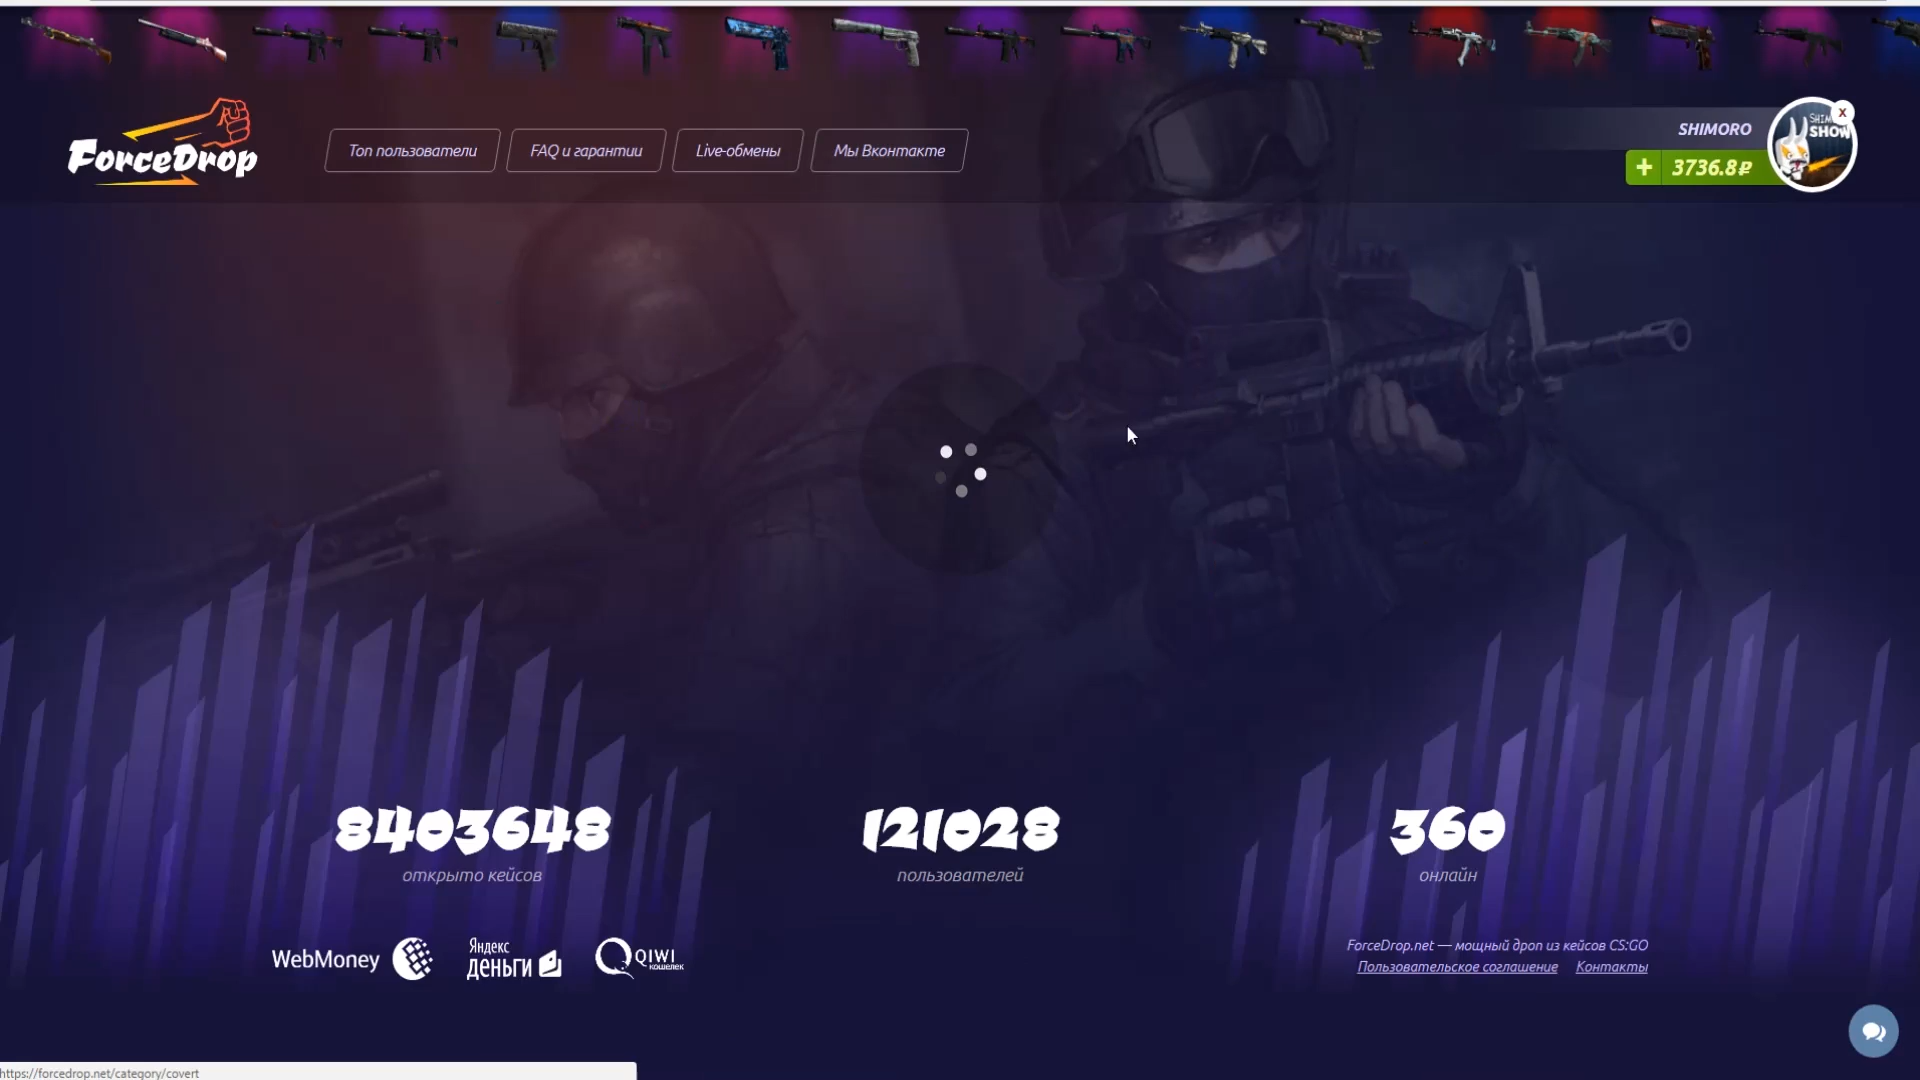 ForceDrop
Топ пользователи
FAQ и гарантии
Live-обмены
Мы Вконтакте
SHIMORO
+ 3736.8₽
x
SHOW
8403648
открыто кейсов
121028
пользователей
360
онлайн
WebMoney
Яндекс
деньги
QIWI
кошелек
ForceDrop.net — мощный дроп из кейсов CS:GO
Пользовательское соглашение
Контакты
https://forcedrop.net/category/covert